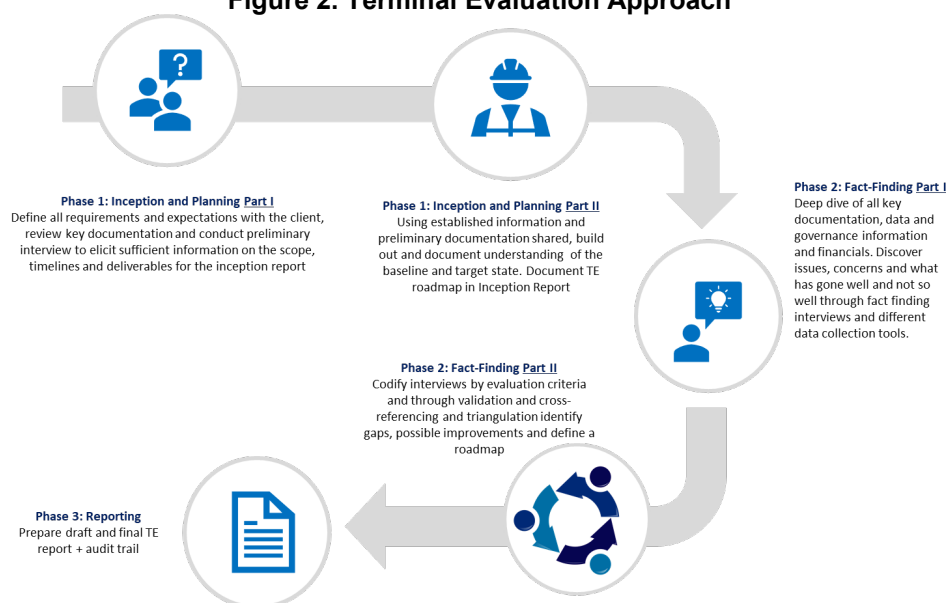 Figure 2. Terminal Evaluation Approach
?
Phase 1: Inception and Planning Part I
Define all requirements and expectations with the client,
review key documentation and conduct preliminary
interview to elicit sufficient information on the scope,
timelines and deliverables for the inception report
Phase 1: Inception and Planning Part II
Using established information and
preliminary documentation shared, build
out and document understanding of the
baseline and target state. Document TE
roadmap in Inception Report
Phase 2: Fact-Finding Part I
Deep dive of all key
documentation, data and
governance information
and financials. Discover
issues, concerns and what
has gone well and not so
well through fact finding
interviews and different
data collection tools.
Phase 2: Fact-Finding Part II
Codify interviews by evaluation criteria
and through validation and cross-
referencing and triangulation identify
gaps, possible improvements and define a
roadmap
Phase 3: Reporting
Prepare draft and final TE
report + audit trail